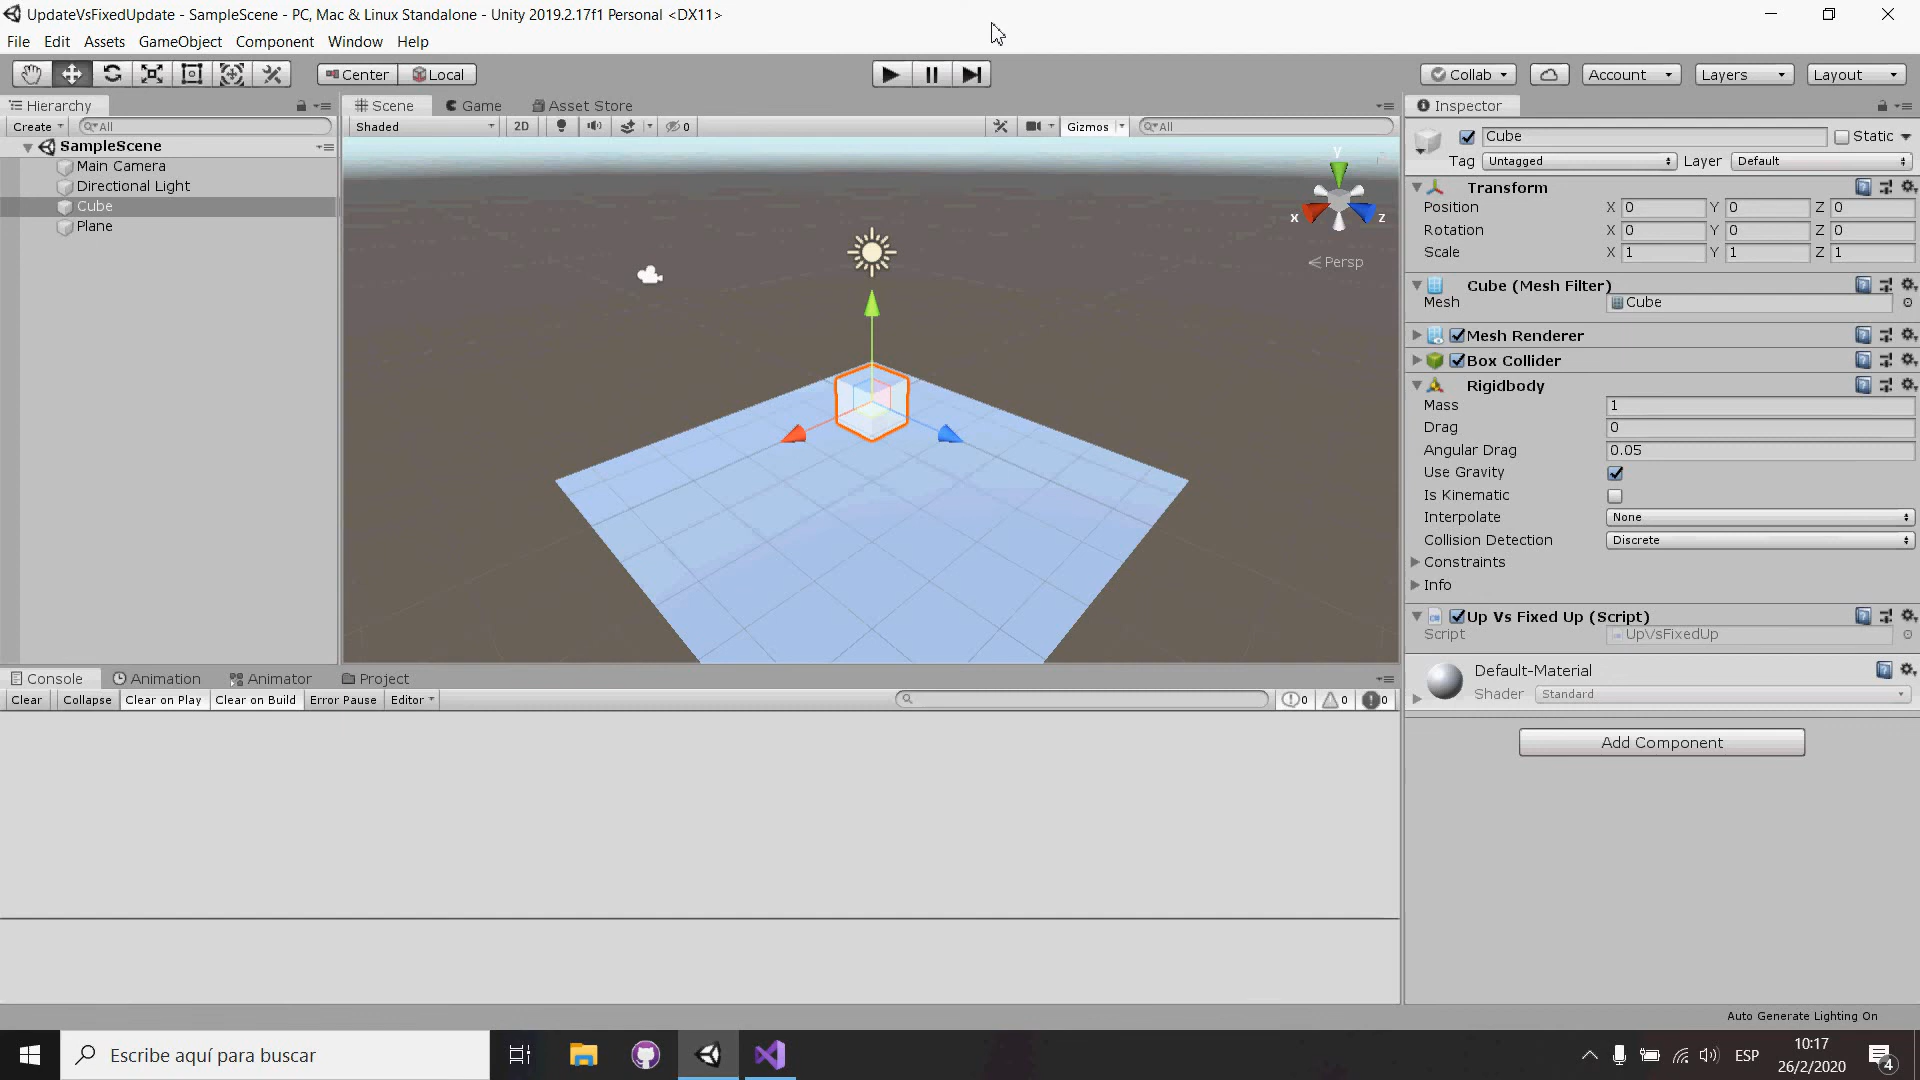 UpdateVsFixedUpdate - SampleScene - PC, Mac & Linux Standalone - Unity 2019.2.17f1 Personal <DX11>
File Edit Assets GameObject Component Window Help
Center Local Collab Account Layers Layout
Hierarchy
Create All
SampleScene
Main Camera
Directional Light
Cube
Plane
Scene Game Asset Store
Shaded 2D 0 Gizmos All
y
x z
Persp
Inspector
Cube Static
Tag Untagged Layer Default
Transform
Position X 0 Y 0 Z 0
Rotation X 0 Y 0 Z 0
Scale X 1 Y 1 Z 1
Cube (Mesh Filter)
Mesh Cube
Mesh Renderer
Box Collider
Rigidbody
Mass 1
Drag 0
Angular Drag 0.05
Use Gravity
Is Kinematic
Interpolate None
Collision Detection Discrete
Constraints
Info
Up Vs Fixed Up (Script)
Script UpVsFixedUp
Default-Material
Shader Standard
Add Component
Console Animation Animator Project
Clear Collapse Clear on Play Clear on Build Error Pause Editor 0 0 0
Auto Generate Lighting On
Escribe aquí para buscar
ESP
10:17
26/2/2020
4